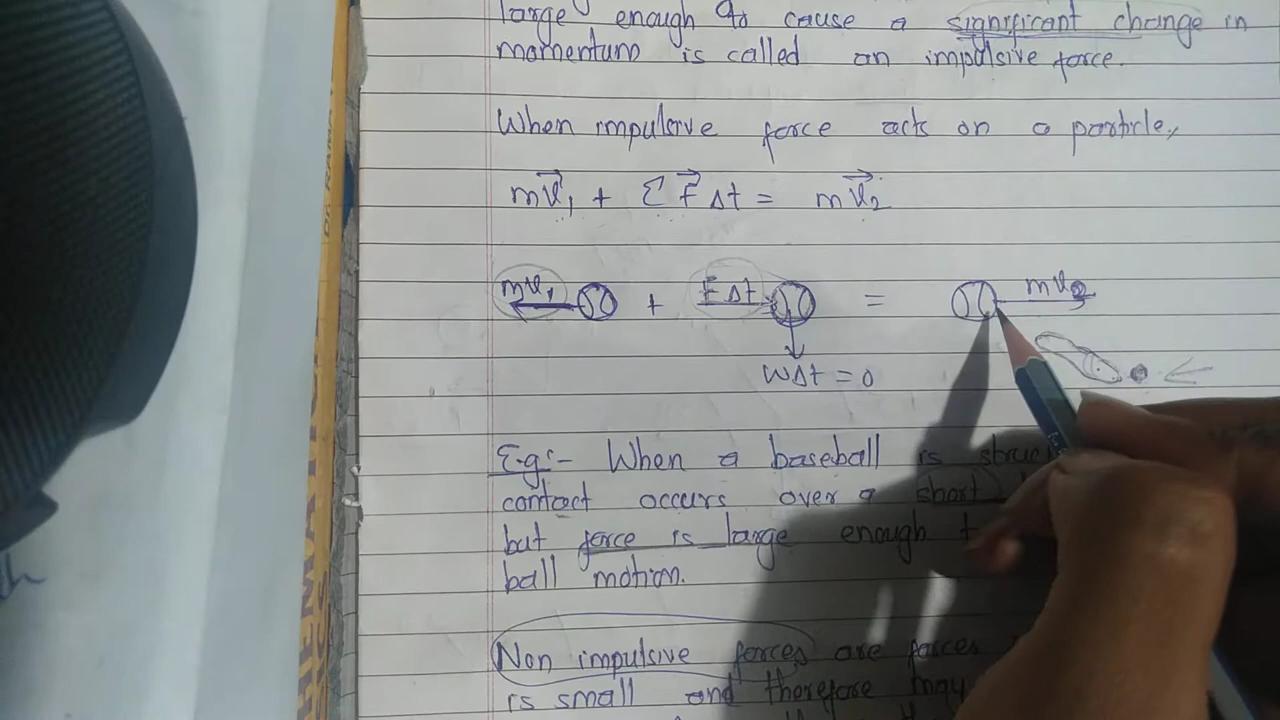 large enough to cause a significant change in
momentum is called an impulsive force.
When impulsive force acts on a particle,
mv⃗₁ + Σ F⃗ Δt = mv⃗₂
mv₁ + FΔt = mv₂
WΔt = 0
E.g:- When a baseball is struck
contact occurs over a short
but force is large enough
ball motion.
Non impulsive forces are forces
is small and therefore may